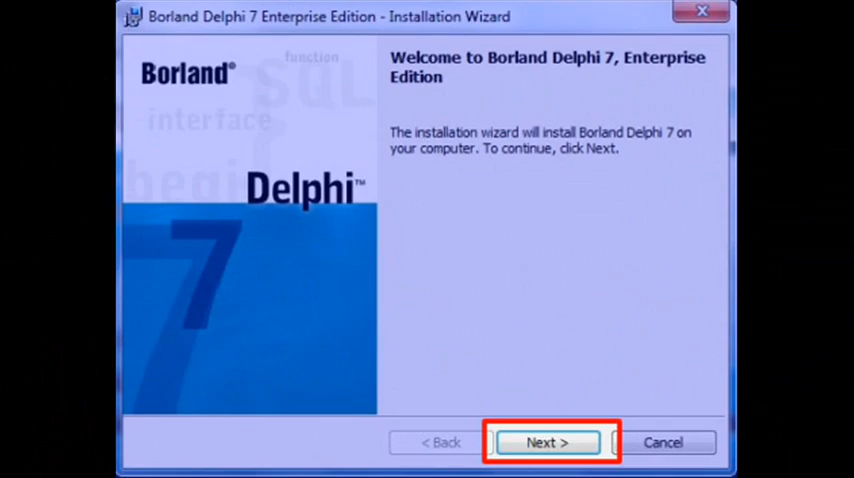 Borland Delphi 7 Enterprise Edition - Installation Wizard
X
Borland®
function
SQL
interface
begin
Delphi™
7
7
Welcome to Borland Delphi 7, Enterprise
Edition
The installation wizard will install Borland Delphi 7 on
your computer. To continue, click Next.
< Back
Next >
Cancel